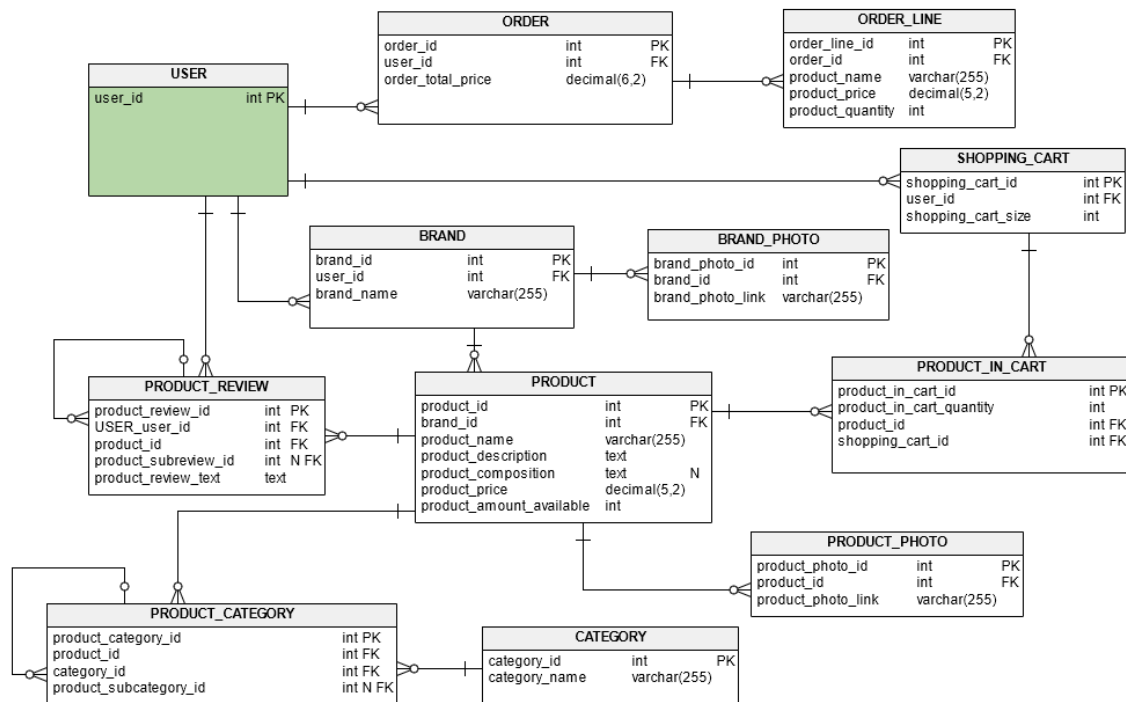 ORDER
order_id int PK
user_id int FK
order_total_price decimal(6,2)
ORDER_LINE
order_line_id int PK
order_id int FK
product_name varchar(255)
product_price decimal(5,2)
product_quantity int
USER
user_id int PK
SHOPPING_CART
shopping_cart_id int PK
user_id int FK
shopping_cart_size int
BRAND
brand_id int PK
user_id int FK
brand_name varchar(255)
BRAND_PHOTO
brand_photo_id int PK
brand_id int FK
brand_photo_link varchar(255)
PRODUCT_REVIEW
product_review_id int PK
USER_user_id int FK
product_id int FK
product_subreview_id int N FK
product_review_text text
PRODUCT
product_id int PK
brand_id int FK
product_name varchar(255)
product_description text
product_composition text N
product_price decimal(5,2)
product_amount_available int
PRODUCT_IN_CART
product_in_cart_id int PK
product_in_cart_quantity int
product_id int FK
shopping_cart_id int FK
PRODUCT_PHOTO
product_photo_id int PK
product_id int FK
product_photo_link varchar(255)
PRODUCT_CATEGORY
product_category_id int PK
product_id int FK
category_id int FK
product_subcategory_id int N FK
CATEGORY
category_id int PK
category_name varchar(255)